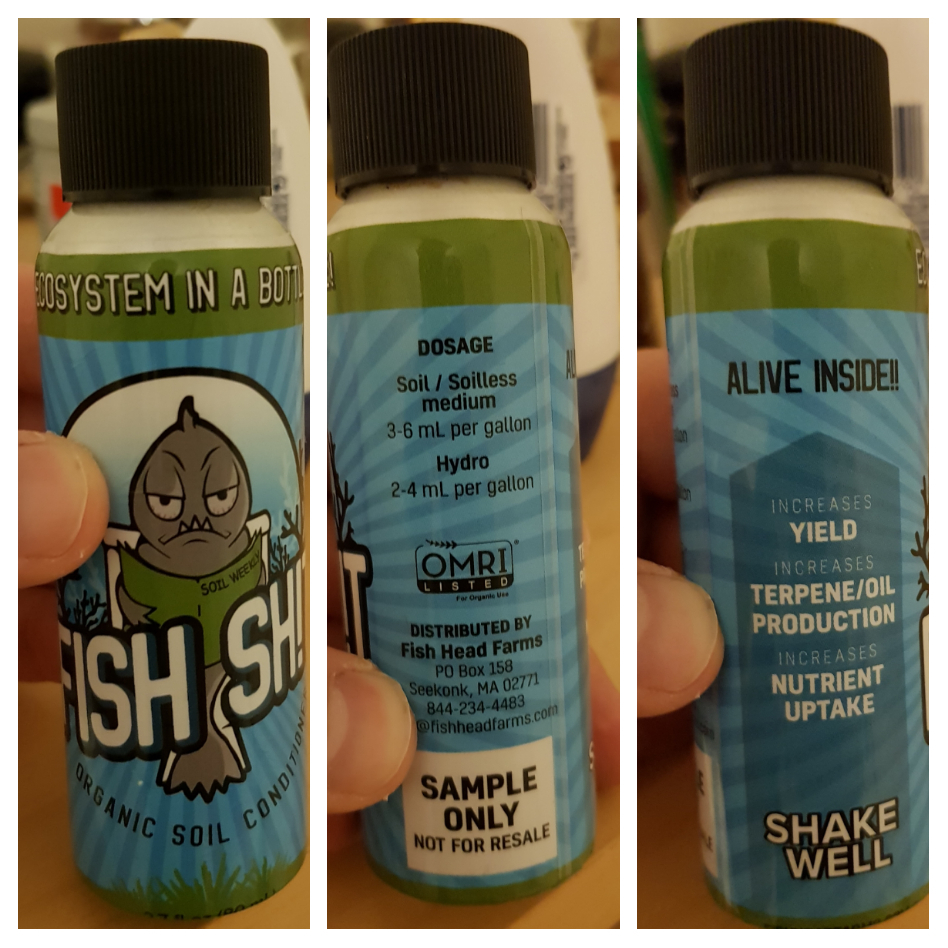 ECOSYSTEM IN A BOTTL
SOIL WEEKLY
FISH SH!
ORGANIC SOIL CONDITIONE
DOSAGE
Soil / Soilless
medium
3-6 mL per gallon
Hydro
2-4 mL per gallon
OMRI
LISTED
For Organic Use
DISTRIBUTED BY
Fish Head Farms
PO Box 158
Seekonk, MA 02771
844-234-4483
@fishheadfarms.com
SAMPLE
ONLY
NOT FOR RESALE
ALIVE INSIDE!!
INCREASES
YIELD
INCREASES
TERPENE/OIL
PRODUCTION
INCREASES
NUTRIENT
UPTAKE
SHAKE
WELL